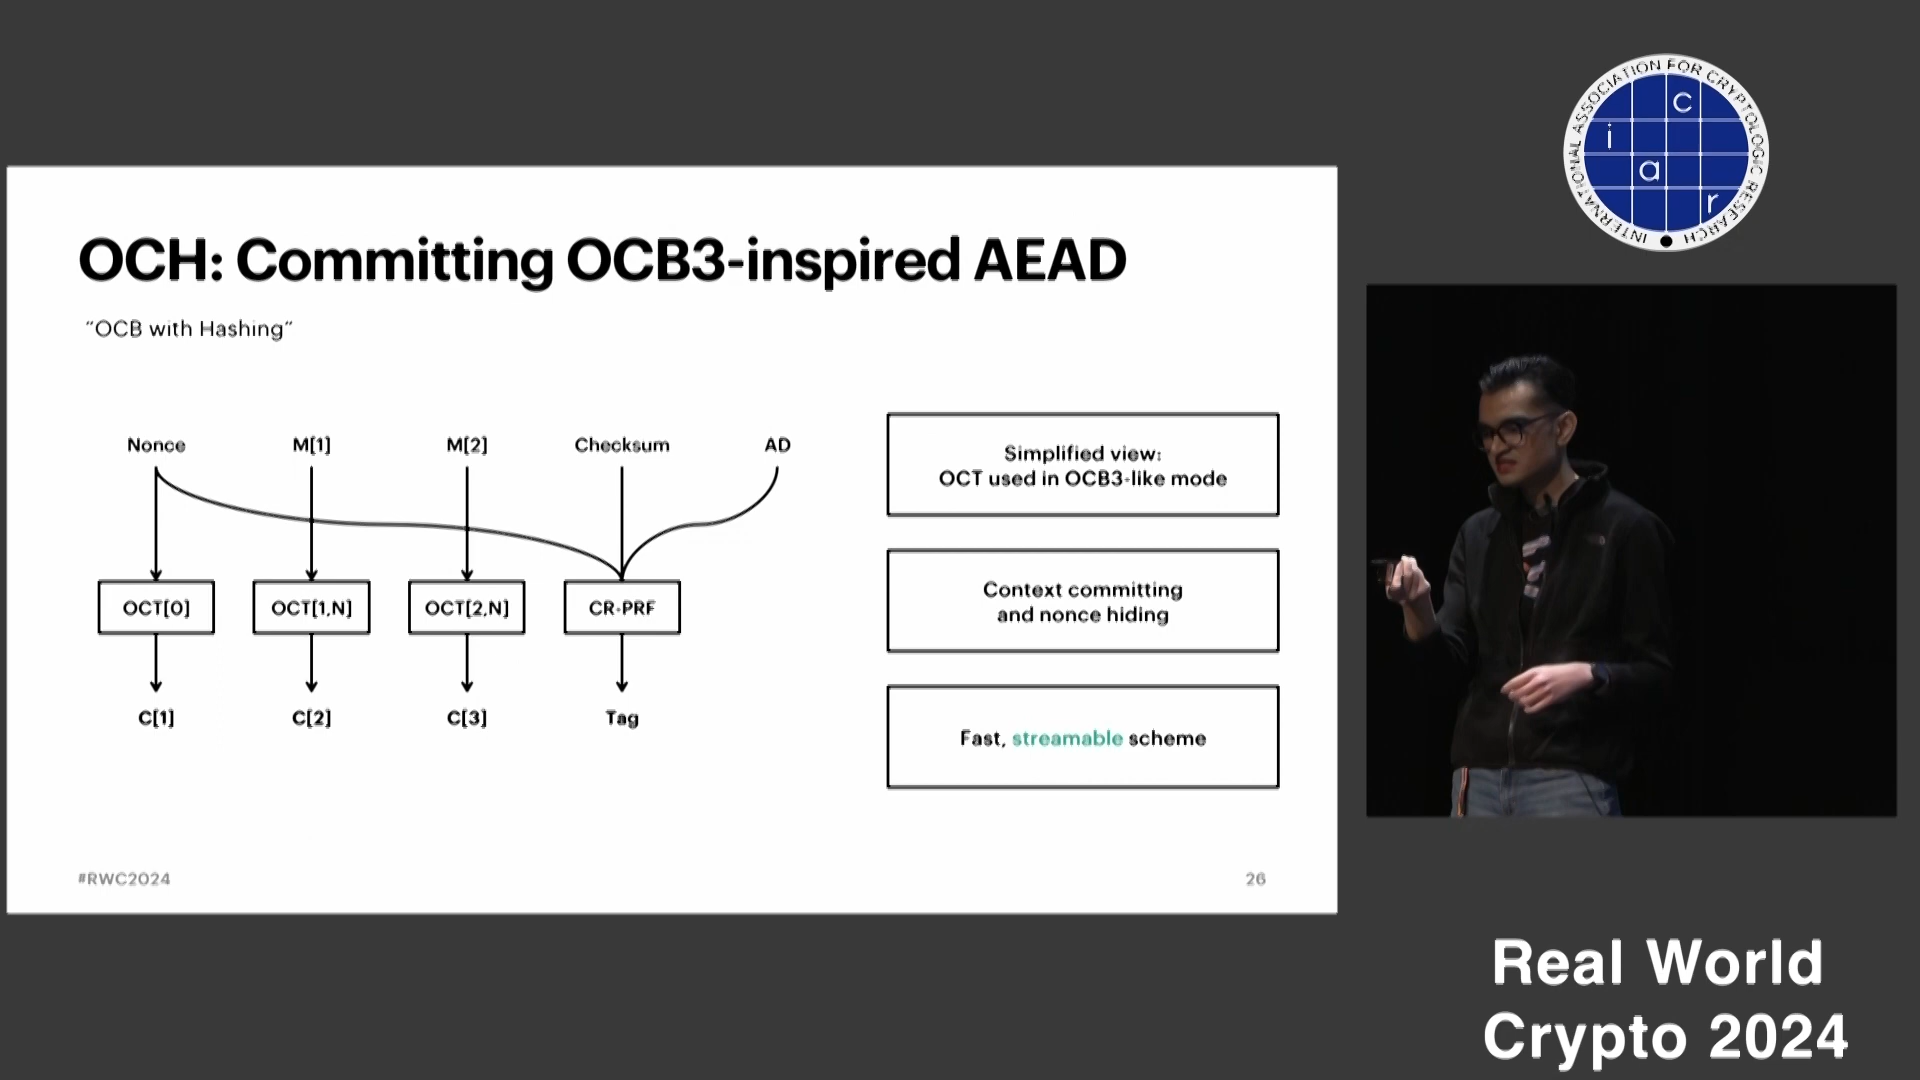 OCH: Committing OCB3-inspired AEAD
“OCB with Hashing”
Nonce M[1] M[2] Checksum AD
OCT[0] OCT[1,N] OCT[2,N] CR-PRF
C[1] C[2] C[3] Tag
Simplified view:
OCT used in OCB3-like mode
Context committing
and nonce hiding
Fast, streamable scheme
#RWC2024
26
INTERNATIONAL ASSOCIATION FOR CRYPTOLOGIC RESEARCH
i a c r
Real World
Crypto 2024